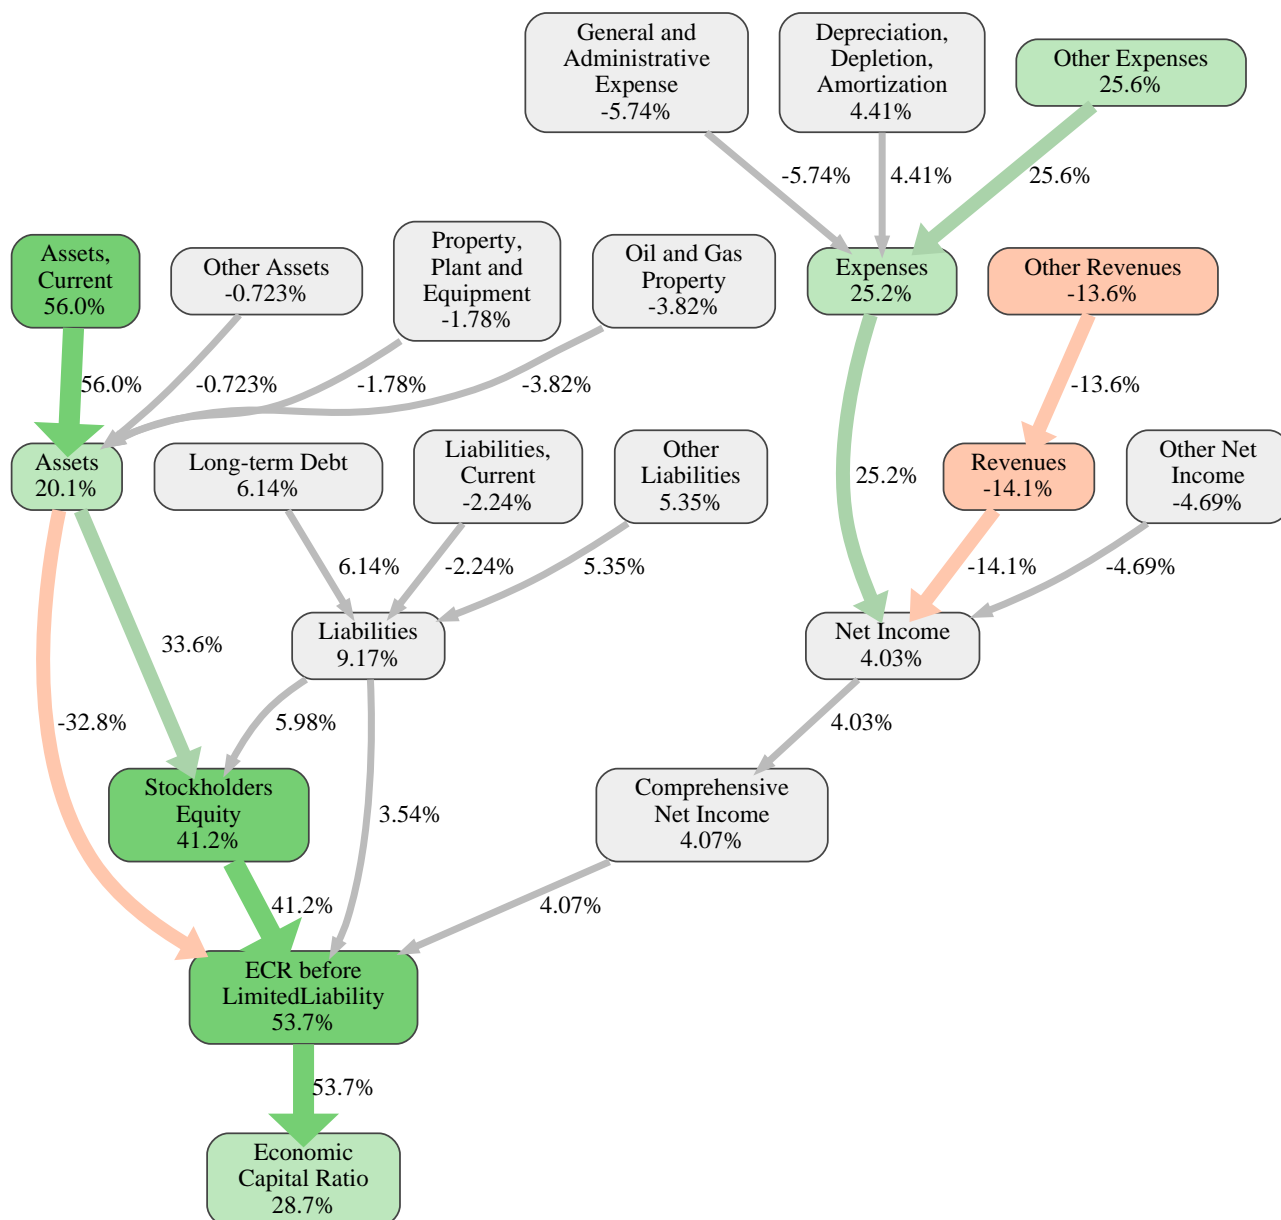 General and
Administrative
Expense
-5.74%
Depreciation,
Depletion,
Amortization
4.41%
Other Expenses
25.6%
-5.74%
4.41%
25.6%
Assets,
Current
56.0%
Other Assets
-0.723%
Property,
Plant and
Equipment
-1.78%
Oil and Gas
Property
-3.82%
Expenses
25.2%
Other Revenues
-13.6%
56.0%
-0.723%
-1.78%
-3.82%
-13.6%
Assets
20.1%
Long-term Debt
6.14%
Liabilities,
Current
-2.24%
Other
Liabilities
5.35%
25.2%
Revenues
-14.1%
Other Net
Income
-4.69%
6.14%
-2.24%
5.35%
-14.1%
-4.69%
33.6%
Liabilities
9.17%
Net Income
4.03%
-32.8%
5.98%
4.03%
Stockholders
Equity
41.2%
3.54%
Comprehensive
Net Income
4.07%
41.2%
4.07%
ECR before
LimitedLiability
53.7%
53.7%
Economic
Capital Ratio
28.7%